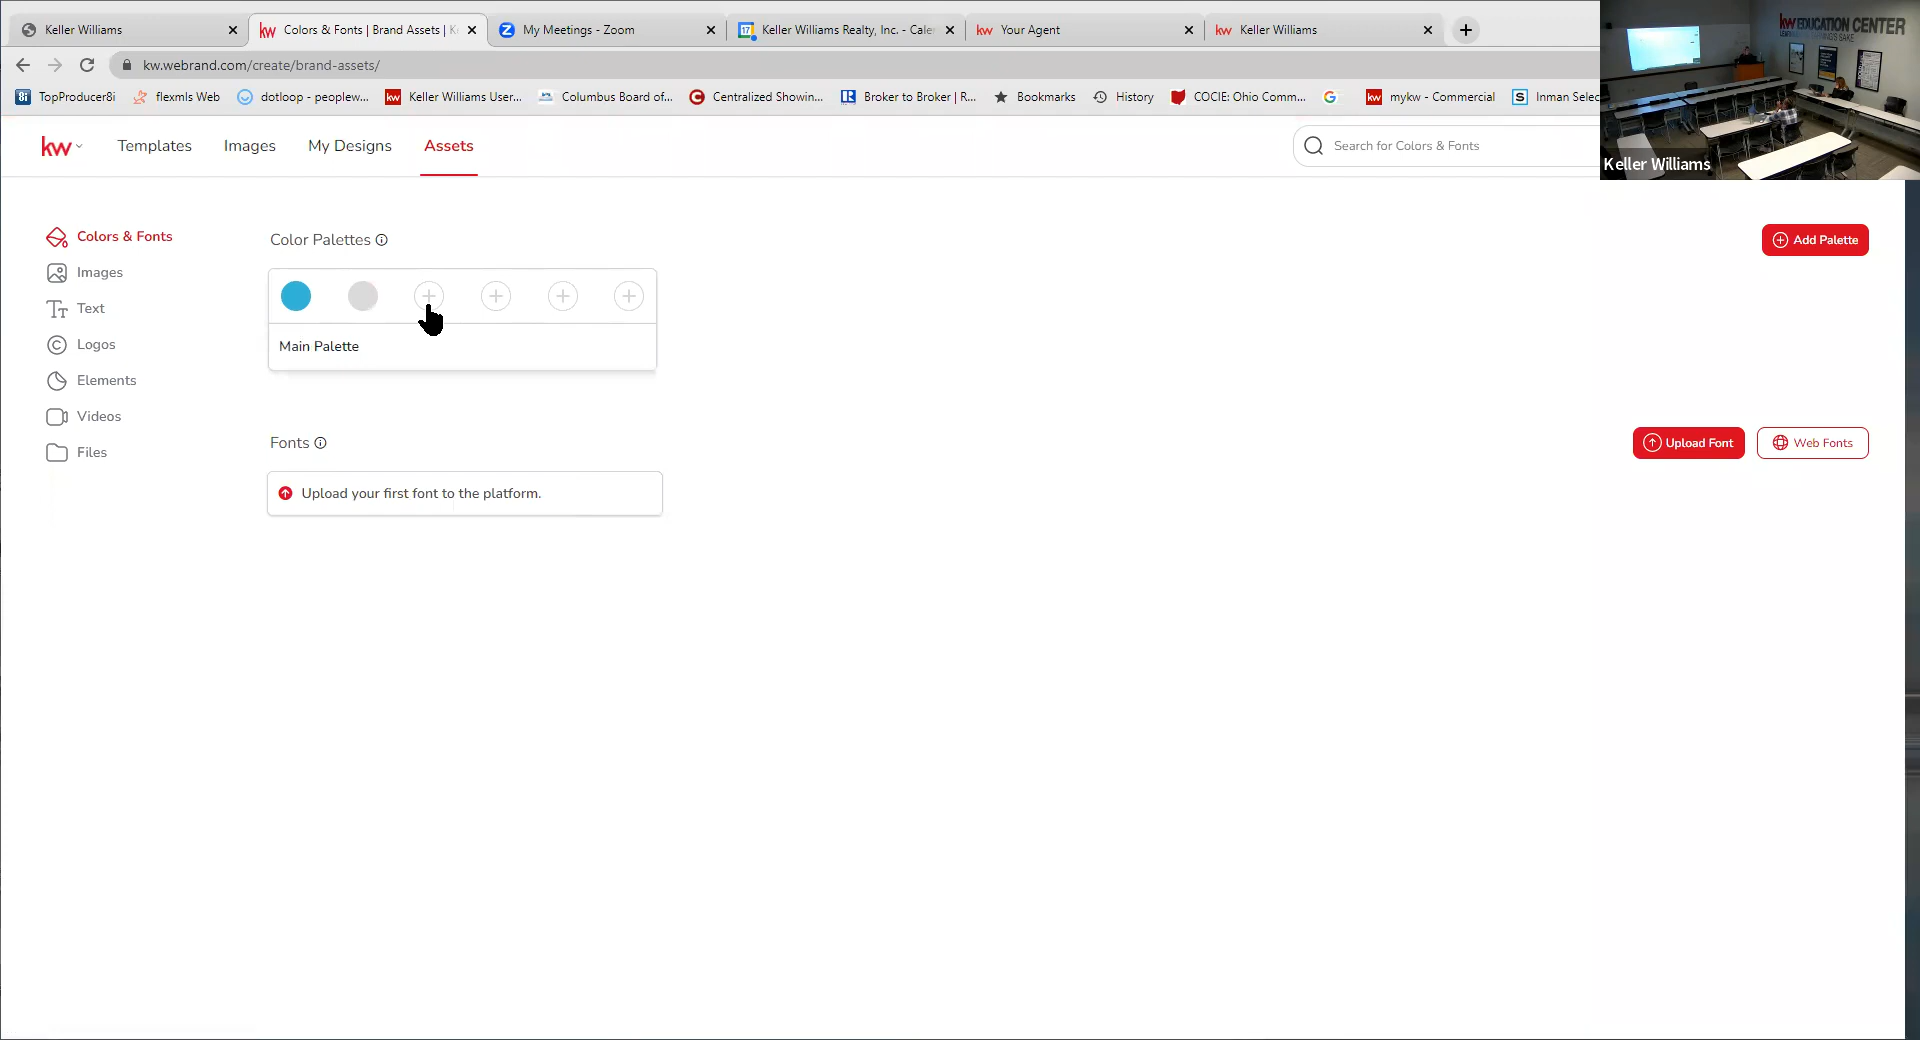 Keller Williams
Colors & Fonts | Brand Assets | K
My Meetings - Zoom
Keller Williams Realty, Inc. - Cale
Your Agent
Keller Williams
kw.webrand.com/create/brand-assets/
TopProducer8i
flexmls Web
dotloop - peoplew...
Keller Williams User...
Columbus Board of...
Centralized Showin...
Broker to Broker | R...
Bookmarks
History
COCIE: Ohio Comm...
mykw - Commercial
Inman Selec
kw
Templates
Images
My Designs
Assets
Search for Colors & Fonts
kw EDUCATION CENTER
Keller Williams
Colors & Fonts
Images
Text
Logos
Elements
Videos
Files
Color Palettes
Add Palette
Main Palette
Fonts
Upload Font
Web Fonts
Upload your first font to the platform.